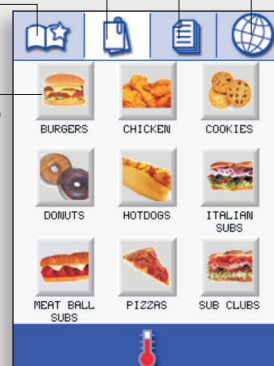 BURGERS
CHICKEN
COOKIES
DONUTS
HOTDOGS
ITALIAN
SUBS
MEAT BALL
SUBS
PIZZAS
SUB CLUBS